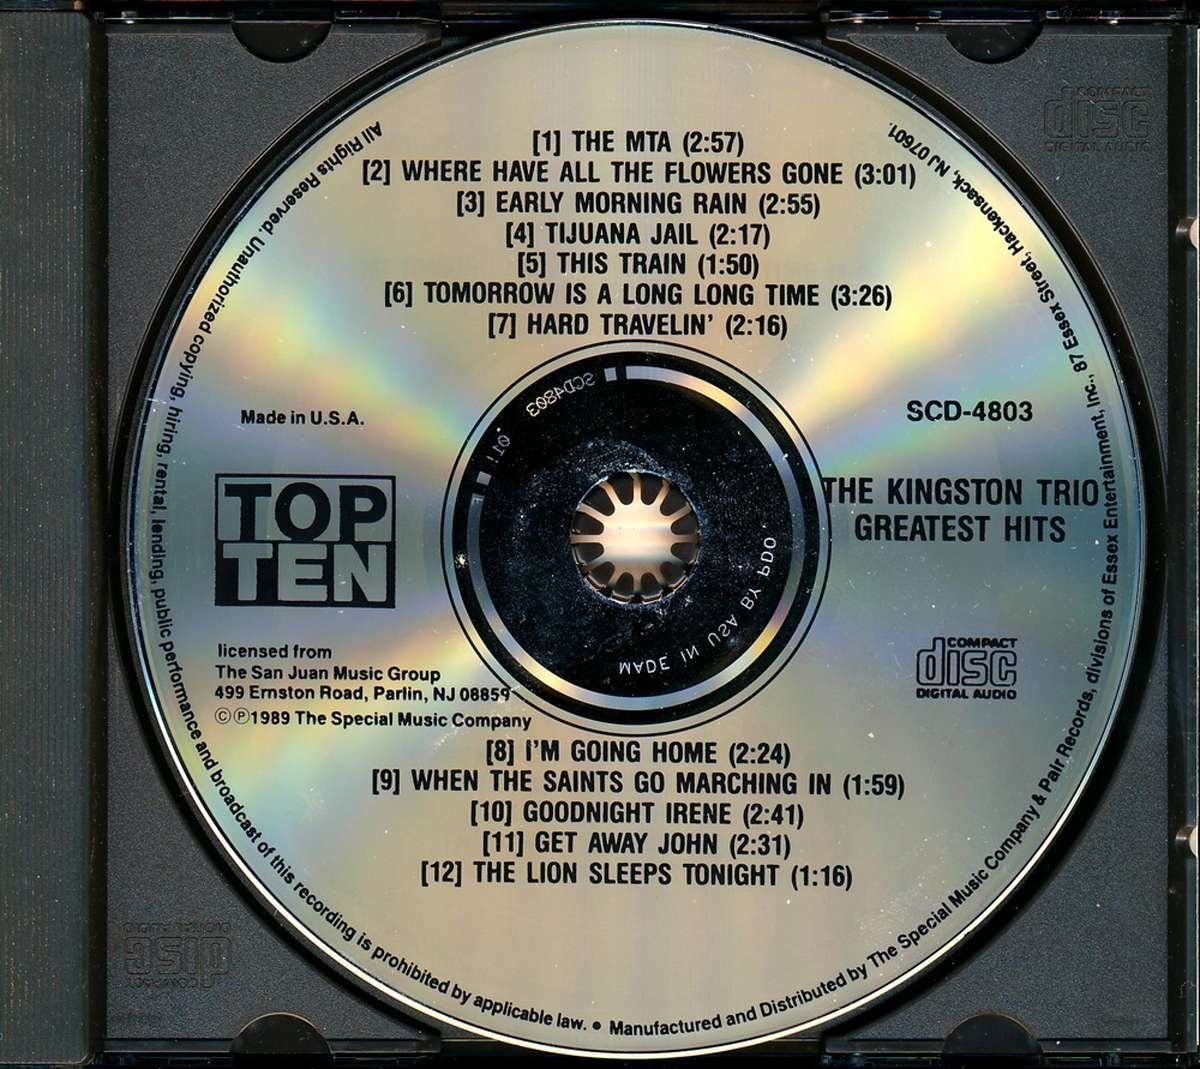 [1] THE MTA (2:57)
[2] WHERE HAVE ALL THE FLOWERS GONE (3:01)
[3] EARLY MORNING RAIN (2:55)
[4] TIJUANA JAIL (2:17)
[5] THIS TRAIN (1:50)
[6] TOMORROW IS A LONG LONG TIME (3:26)
[7] HARD TRAVELIN' (2:16)
Made in U.S.A.
SCD-4803
TOP
TEN
THE KINGSTON TRIO
GREATEST HITS
licensed from
The San Juan Music Group
499 Ernston Road, Parlin, NJ 08859
©℗1989 The Special Music Company
COMPACT
disc
DIGITAL AUDIO
[8] I'M GOING HOME (2:24)
[9] WHEN THE SAINTS GO MARCHING IN (1:59)
[10] GOODNIGHT IRENE (2:41)
[11] GET AWAY JOHN (2:31)
[12] THE LION SLEEPS TONIGHT (1:16)
All Rights Reserved. Unauthorized copying, hiring, rental, lending, public performance and broadcast of this recording is prohibited by applicable law. • Manufactured and Distributed by The Special Music Company & Pair Records, divisions of Essex Entertainment, Inc., 87 Essex Street, Hackensack, NJ 07601.
SCD4803
MADE IN USA BY PDO
COMPACT
disc
DIGITAL AUDIO
COMPACT
disc
DIGITAL AUDIO